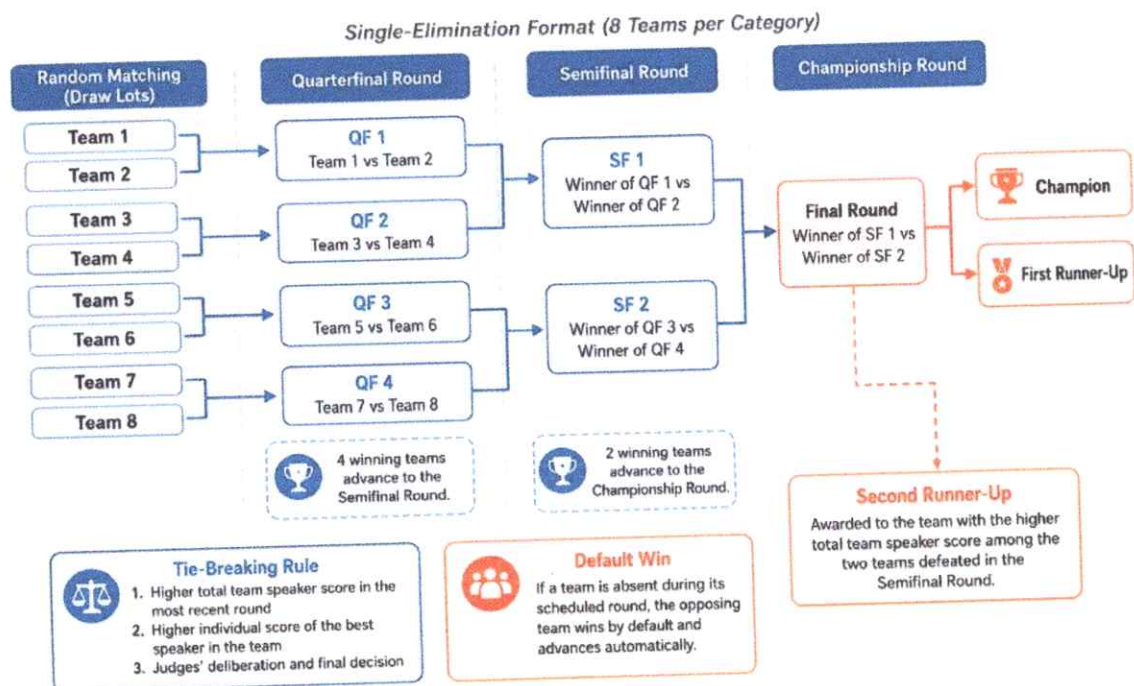 Single-Elimination Format (8 Teams per Category)
Random Matching
(Draw Lots)
Quarterfinal Round
Semifinal Round
Championship Round
Team 1
Team 2
Team 3
Team 4
Team 5
Team 6
Team 7
Team 8
QF 1
Team 1 vs Team 2
QF 2
Team 3 vs Team 4
QF 3
Team 5 vs Team 6
QF 4
Team 7 vs Team 8
4 winning teams
advance to the
Semifinal Round.
SF 1
Winner of QF 1 vs
Winner of QF 2
SF 2
Winner of QF 3 vs
Winner of QF 4
2 winning teams
advance to the
Championship Round.
Final Round
Winner of SF 1 vs
Winner of SF 2
Champion
First Runner-Up
Second Runner-Up
Awarded to the team with the higher
total team speaker score among the
two teams defeated in the
Semifinal Round.
Tie-Breaking Rule
1. Higher total team speaker score in the
most recent round
2. Higher individual score of the best
speaker in the team
3. Judges' deliberation and final decision
Default Win
If a team is absent during its
scheduled round, the opposing
team wins by default and
advances automatically.